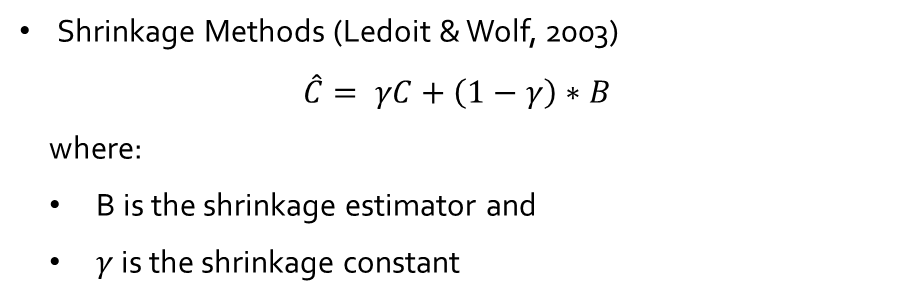 • Shrinkage Methods (Ledoit & Wolf, 2003)
Ĉ = γC + (1 − γ) ∗ B
where:
• B is the shrinkage estimator and
• γ is the shrinkage constant